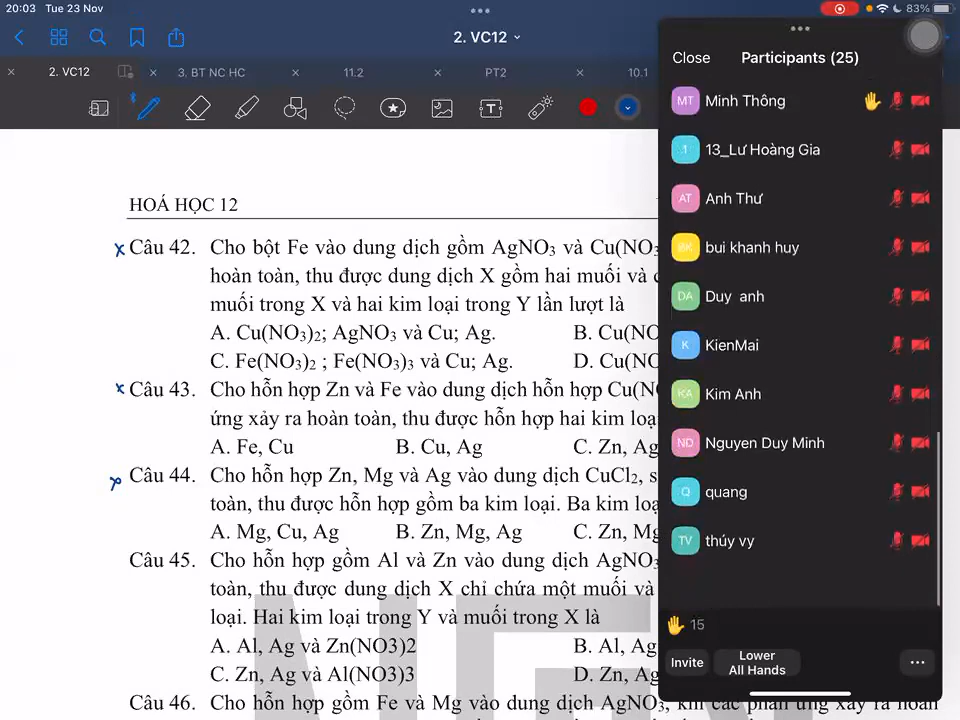 20:03 Tue 23 Nov
83%
2. VC12
2. VC12
3. BT NC HC
11.2
PT2
10.1
Close
Participants (25)
MT Minh Thông
13_Lư Hoàng Gia
AT Anh Thư
bui khanh huy
DA Duy anh
K KienMai
KA Kim Anh
ND Nguyen Duy Minh
Q quang
TV thúy vy
15
Invite
Lower
All Hands
HOÁ HỌC 12
Câu 42. Cho bột Fe vào dung dịch gồm AgNO3 và Cu(NO3
hoàn toàn, thu được dung dịch X gồm hai muối và
muối trong X và hai kim loại trong Y lần lượt là
A. Cu(NO3)2; AgNO3 và Cu; Ag. B. Cu(NO
C. Fe(NO3)2 ; Fe(NO3)3 và Cu; Ag. D. Cu(NO
Câu 43. Cho hỗn hợp Zn và Fe vào dung dịch hỗn hợp Cu(NO
ứng xảy ra hoàn toàn, thu được hỗn hợp hai kim loạ
A. Fe, Cu B. Cu, Ag C. Zn, Ag
Câu 44. Cho hỗn hợp Zn, Mg và Ag vào dung dịch CuCl2, s
toàn, thu được hỗn hợp gồm ba kim loại. Ba kim loạ
A. Mg, Cu, Ag B. Zn, Mg, Ag C. Zn, Mg
Câu 45. Cho hỗn hợp gồm Al và Zn vào dung dịch AgNO3
toàn, thu được dung dịch X chỉ chứa một muối và
loại. Hai kim loại trong Y và muối trong X là
A. Al, Ag và Zn(NO3)2 B. Al, Ag
C. Zn, Ag và Al(NO3)3 D. Zn, Ag
Câu 46. Cho hỗn hợp gồm Fe và Mg vào dung dịch AgNO3, khi các phản ứng xảy ra hoàn